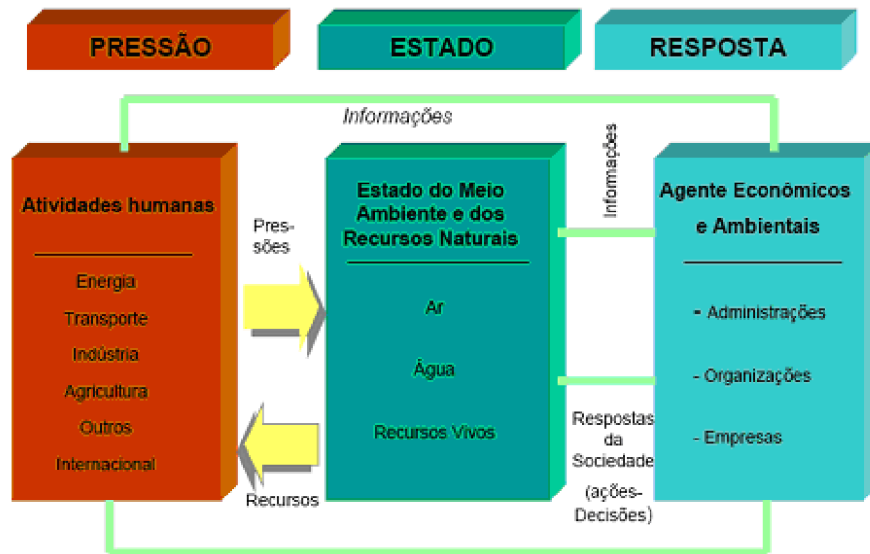 PRESSÃO
ESTADO
RESPOSTA
Informações
Atividades humanas
Energia
Transporte
Indústria
Agricultura
Outros
Internacional
Pres-
sões
Recursos
Estado do Meio
Ambiente e dos
Recursos Naturais
Ar
Água
Recursos Vivos
Informações
Respostas
da
Sociedade
(ações-
Decisões)
Agente Econômicos
e Ambientais
- Administrações
- Organizações
- Empresas